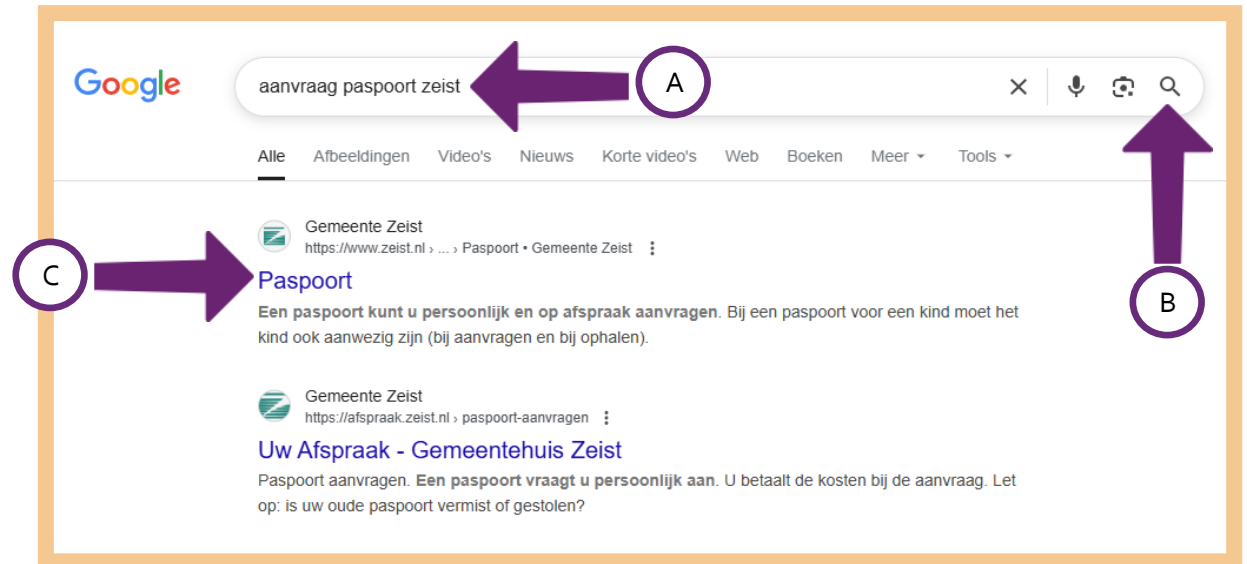 Google
aanvraag paspoort zeist
A
Alle Afbeeldingen Video's Nieuws Korte video's Web Boeken Meer Tools
Gemeente Zeist
https://www.zeist.nl › ... › Paspoort • Gemeente Zeist
C
Paspoort
B
Een paspoort kunt u persoonlijk en op afspraak aanvragen. Bij een paspoort voor een kind moet het
kind ook aanwezig zijn (bij aanvragen en bij ophalen).
Gemeente Zeist
https://afspraak.zeist.nl › paspoort-aanvragen
Uw Afspraak - Gemeentehuis Zeist
Paspoort aanvragen. Een paspoort vraagt u persoonlijk aan. U betaalt de kosten bij de aanvraag. Let
op: is uw oude paspoort vermist of gestolen?